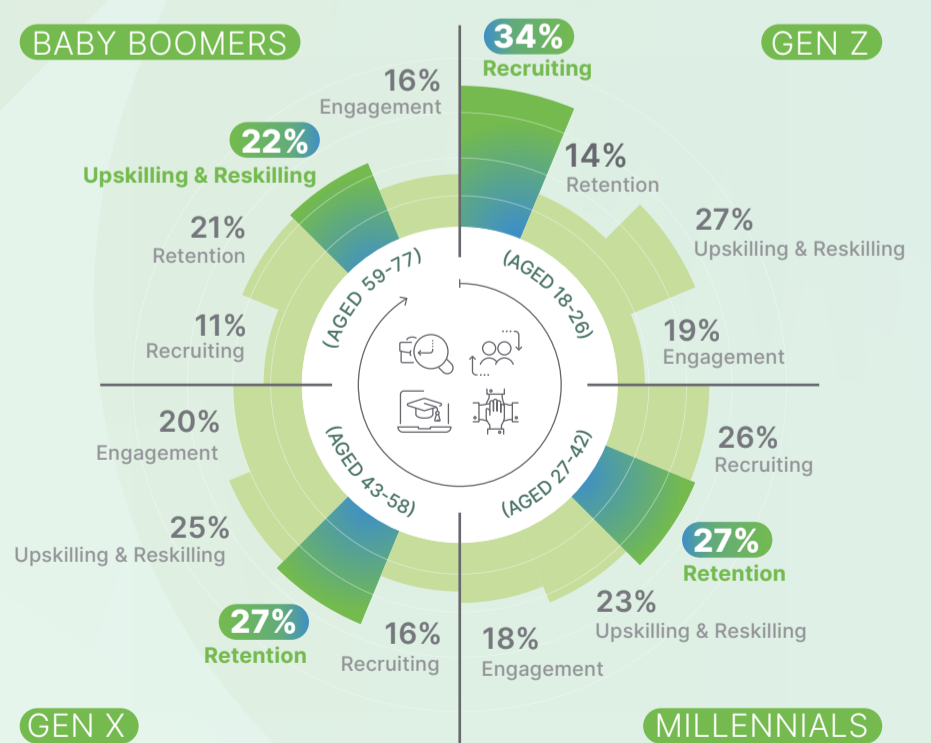 BABY BOOMERS
16%
Engagement
22%
Upskilling & Reskilling
21%
Retention
11%
Recruiting
(AGED 59-77)
GEN Z
34%
Recruiting
14%
Retention
27%
Upskilling & Reskilling
19%
Engagement
(AGED 18-26)
20%
Engagement
25%
Upskilling & Reskilling
27%
Retention
16%
Recruiting
(AGED 43-58)
GEN X
26%
Recruiting
27%
Retention
23%
Upskilling & Reskilling
18%
Engagement
(AGED 27-42)
MILLENNIALS